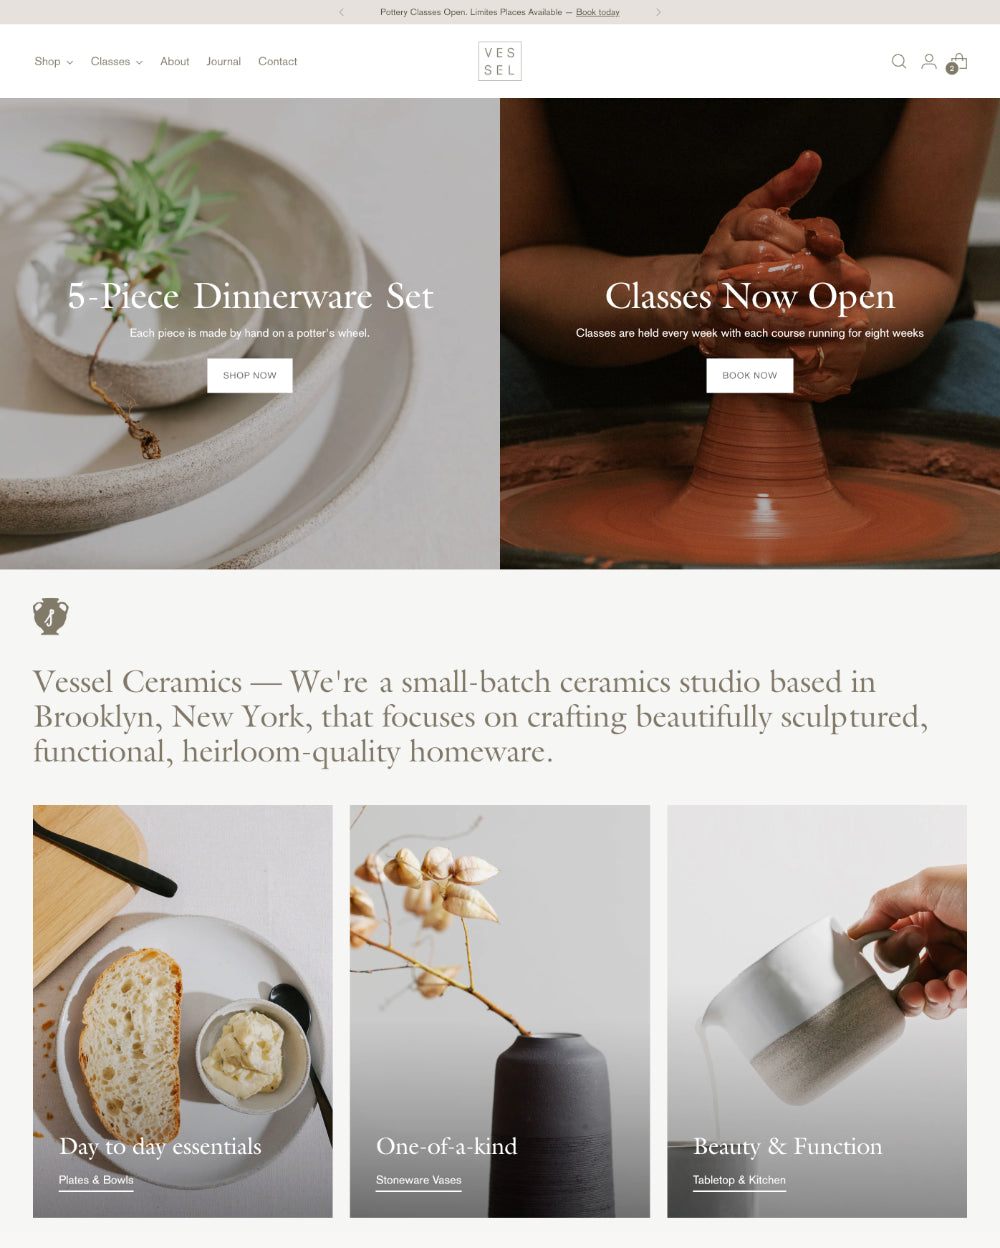 Pottery Classes Open. Limites Places Available — Book today
Shop
Classes
About
Journal
Contact
VES
SEL
2
5-Piece Dinnerware Set
Each piece is made by hand on a potter's wheel.
SHOP NOW
Classes Now Open
Classes are held every week with each course running for eight weeks
BOOK NOW
Vessel Ceramics — We're a small-batch ceramics studio based in
Brooklyn, New York, that focuses on crafting beautifully sculptured,
functional, heirloom-quality homeware.
Day to day essentials
Plates & Bowls
One-of-a-kind
Stoneware Vases
Beauty & Function
Tabletop & Kitchen